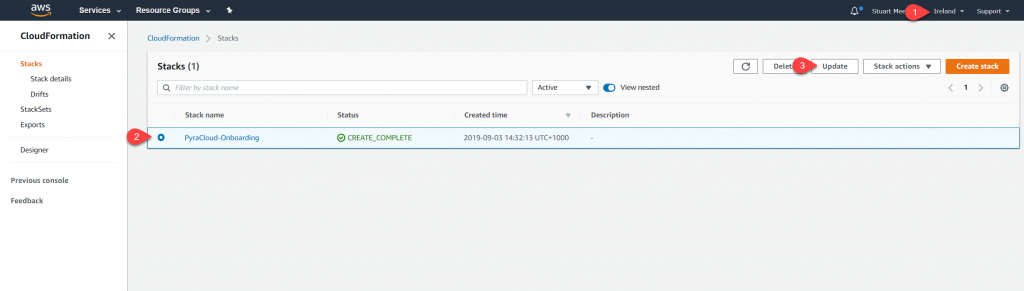 aws Services Resource Groups Stuart 1 Ireland Support
CloudFormation
CloudFormation > Stacks
Stacks
Stack details
Drifts
StackSets
Exports
Designer
Previous console
Feedback
Stacks (1)
3 Update Stack actions Create stack
Filter by stack name Active View nested 1
Stack name Status Created time Description
2 PyraCloud-Onboarding CREATE_COMPLETE 2019-09-03 14:32:13 UTC+1000 -